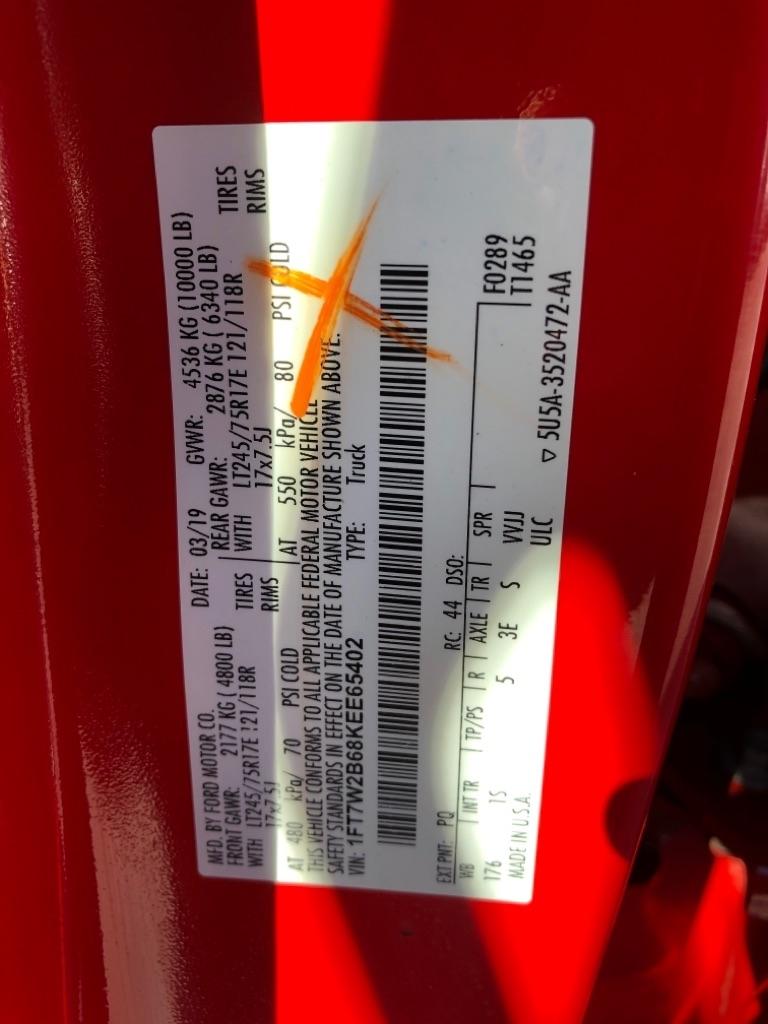 MFD. BY FORD MOTOR CO.
DATE: 03/19 GVWR: 4536 KG (10000 LB)
FRONT GAWR: 2177 KG ( 4800 LB) REAR GAWR: 2876 KG ( 6340 LB)
WITH LT245/75R17E 121/118R TIRES WITH LT245/75R17E 121/118R TIRES
17x7.5J RIMS 17x7.5J RIMS
AT 480 kPa/ 70 PSI COLD AT 550 kPa/ 80 PSI COLD
THIS VEHICLE CONFORMS TO ALL APPLICABLE FEDERAL MOTOR VEHICLE
SAFETY STANDARDS IN EFFECT ON THE DATE OF MANUFACTURE SHOWN ABOVE.
VIN: 1FT7W2B68KEE65402 TYPE: Truck
EXT PNT: PQ RC: 44 DSO: F0289
WB INT TR TP/PS R AXLE TR SPR T1465
176 1S 5 3E S VVJJ
MADE IN U.S.A. ULC ▽ 5U5A-3520472-AA